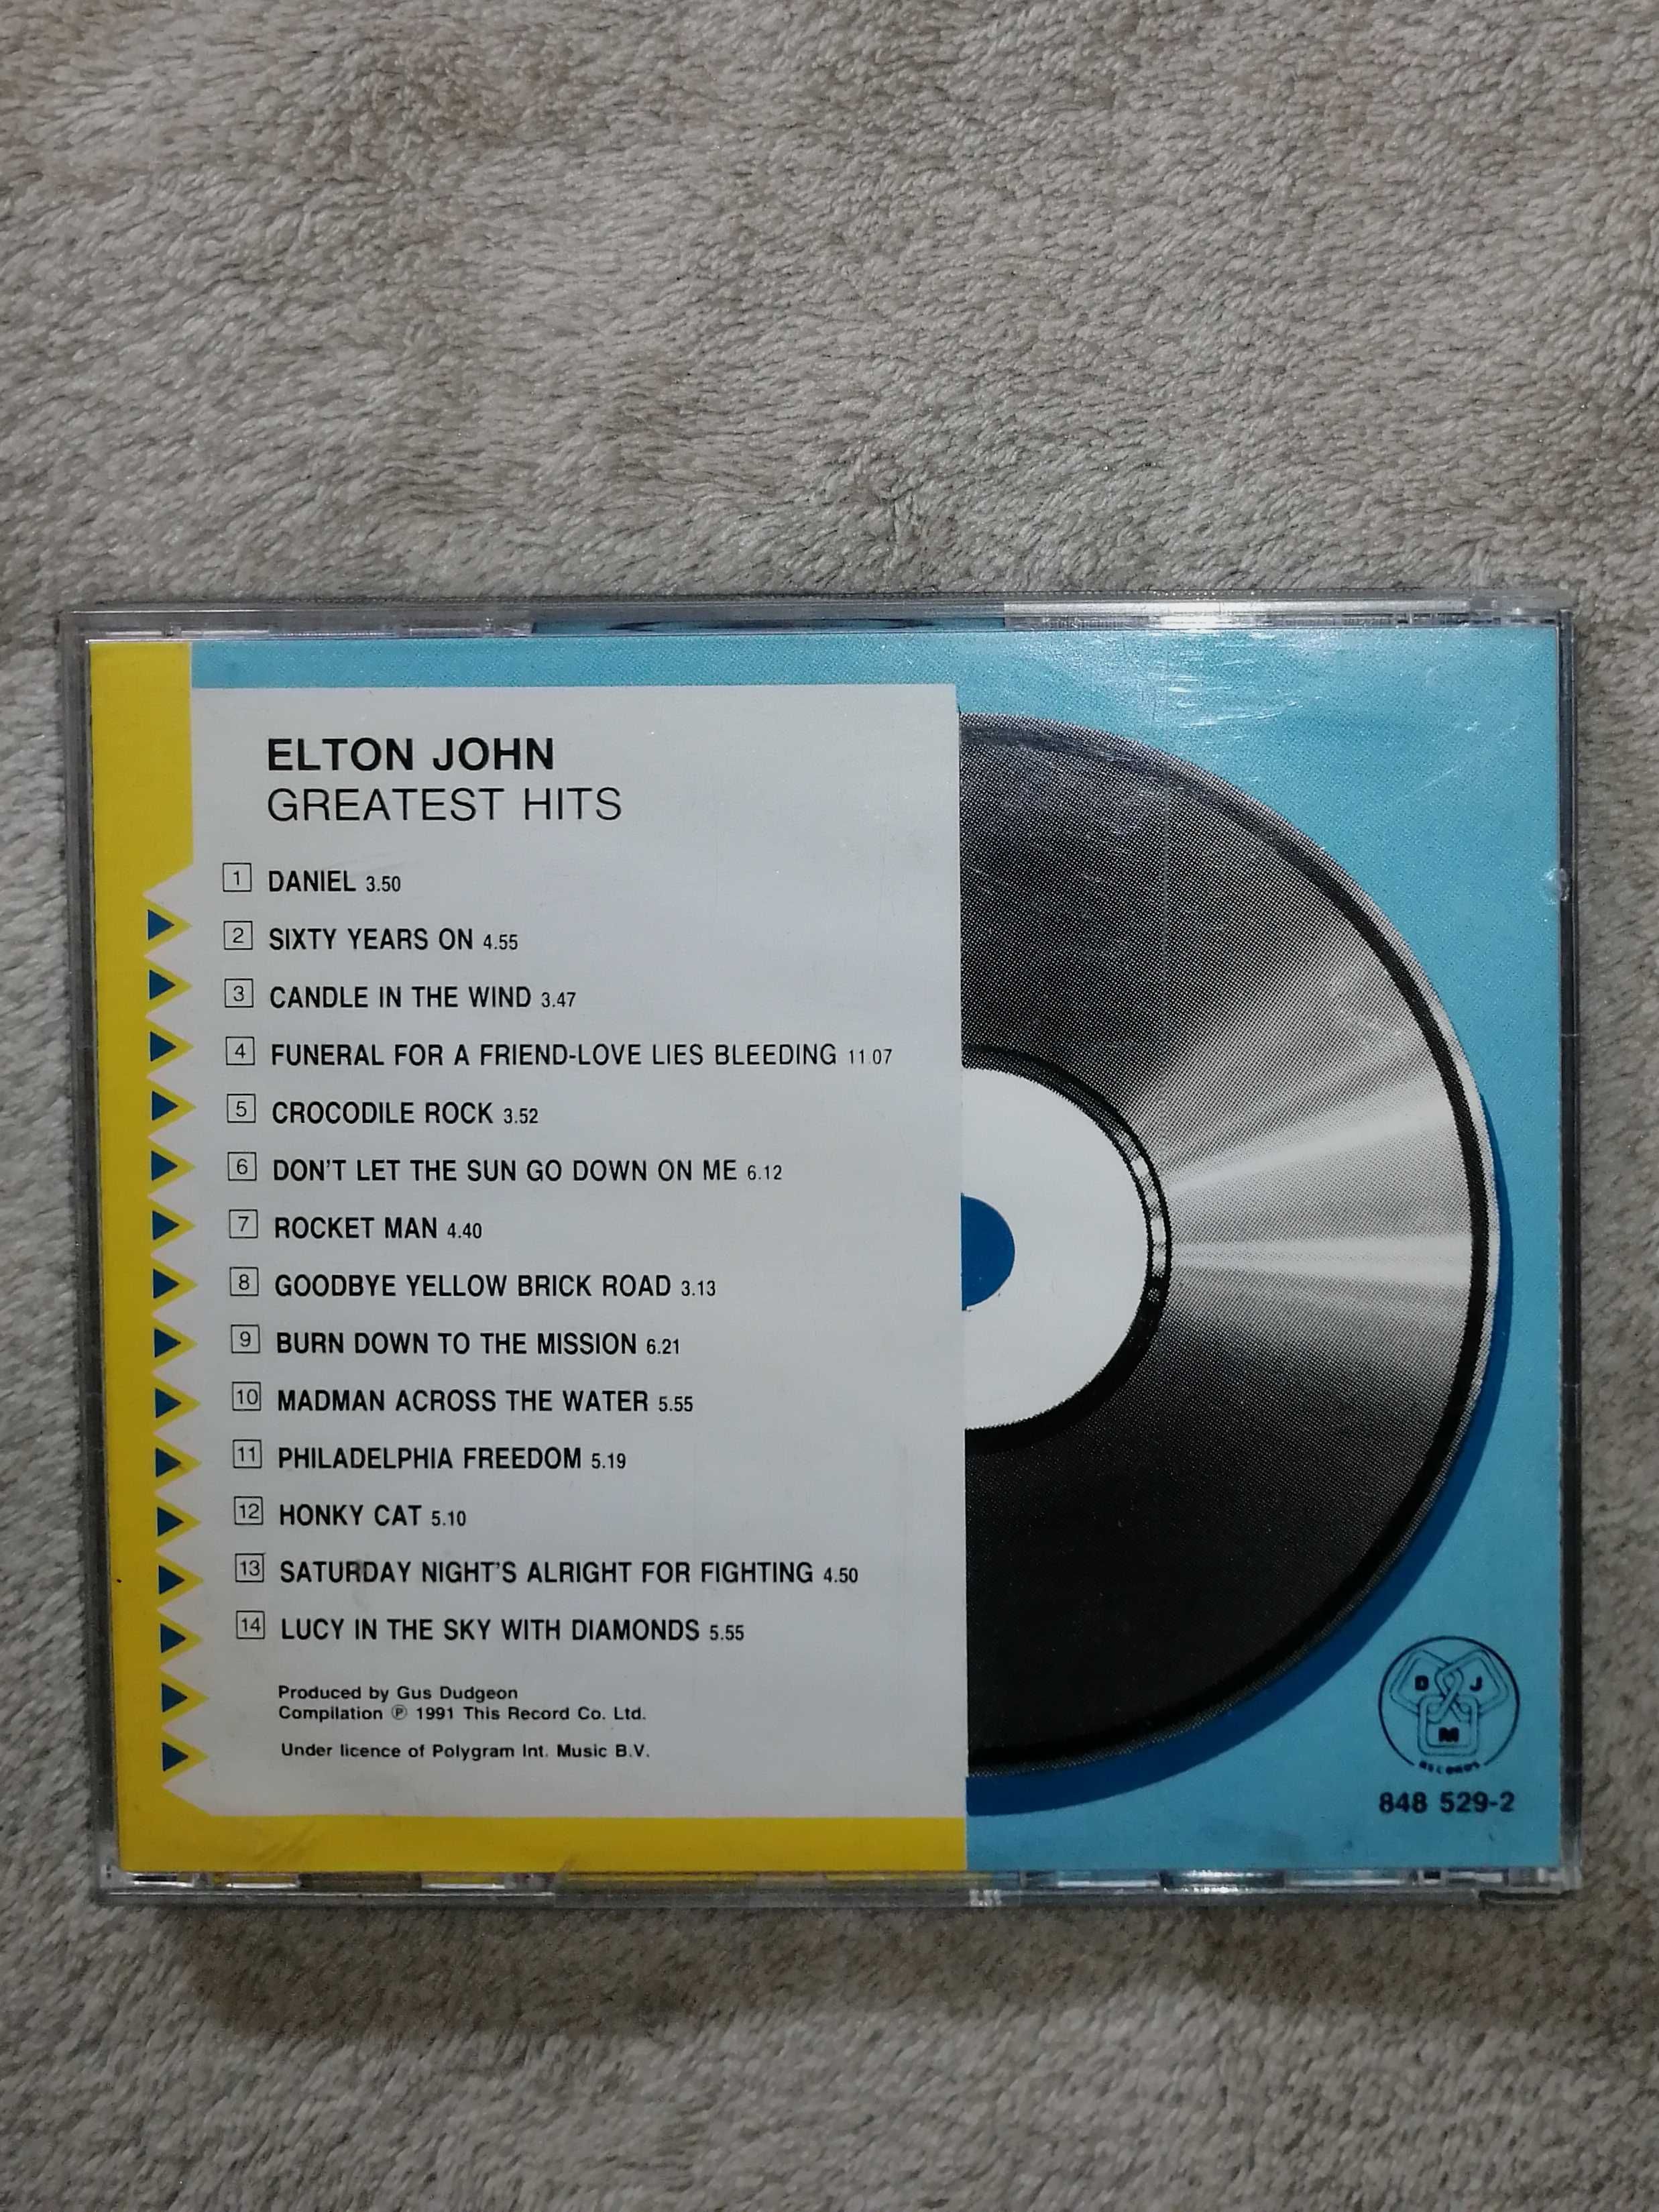 ELTON JOHN
GREATEST HITS
1 DANIEL 3.50
2 SIXTY YEARS ON 4.55
3 CANDLE IN THE WIND 3.47
4 FUNERAL FOR A FRIEND-LOVE LIES BLEEDING 11 07
5 CROCODILE ROCK 3.52
6 DON'T LET THE SUN GO DOWN ON ME 6.12
7 ROCKET MAN 4.40
8 GOODBYE YELLOW BRICK ROAD 3.13
9 BURN DOWN TO THE MISSION 6.21
10 MADMAN ACROSS THE WATER 5.55
11 PHILADELPHIA FREEDOM 5.19
12 HONKY CAT 5.10
13 SATURDAY NIGHT'S ALRIGHT FOR FIGHTING 4.50
14 LUCY IN THE SKY WITH DIAMONDS 5.55
Produced by Gus Dudgeon
Compilation ℗ 1991 This Record Co. Ltd.
Under licence of Polygram Int. Music B.V.
D J
M
RECORDS
848 529-2